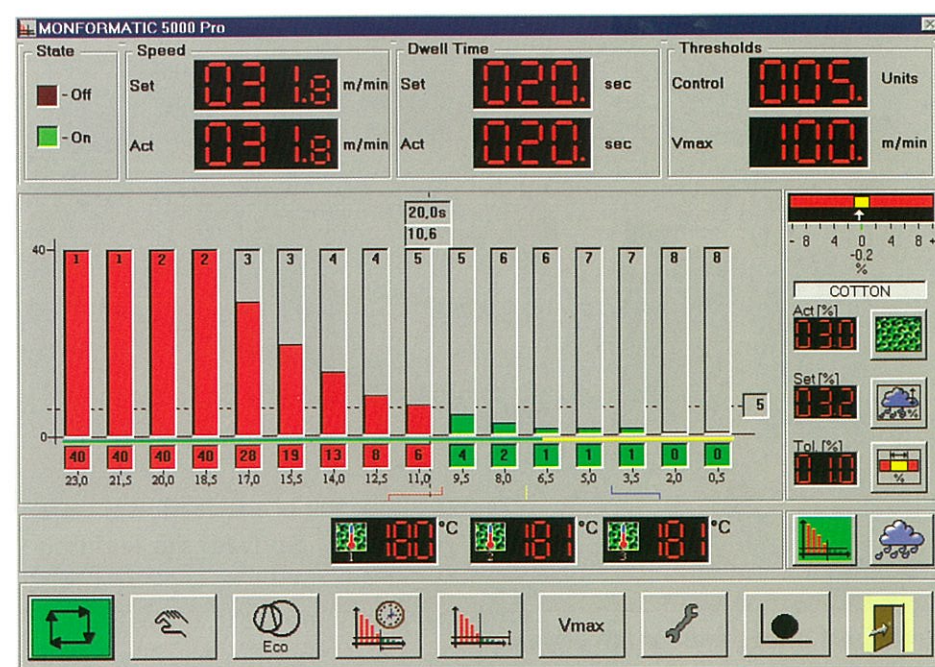 MONFORMATIC 5000 Pro
State
- Off
- On
Speed
Set 031.8 m/min
Act 031.8 m/min
Dwell Time
Set 020. sec
Act 020. sec
Thresholds
Control 005. Units
Vmax 100. m/min
20,0s
10,6
40
1 1 2 2 3 3 4 4 5 5 6 6 7 7 8 8
5
0
40 40 40 40 28 19 13 8 6 4 2 1 1 1 0 0
23,0 21,5 20,0 18,5 17,0 15,5 14,0 12,5 11,0 9,5 8,0 6,5 5,0 3,5 2,0 0,5
- 8 4 0 4 8 +
-0.2
%
COTTON
Act [%]
03.0
Set [%]
03.2
%
Tol. [%]
01.0
%
1 180 °C 2 181 °C 3 181 °C
Eco
Vmax